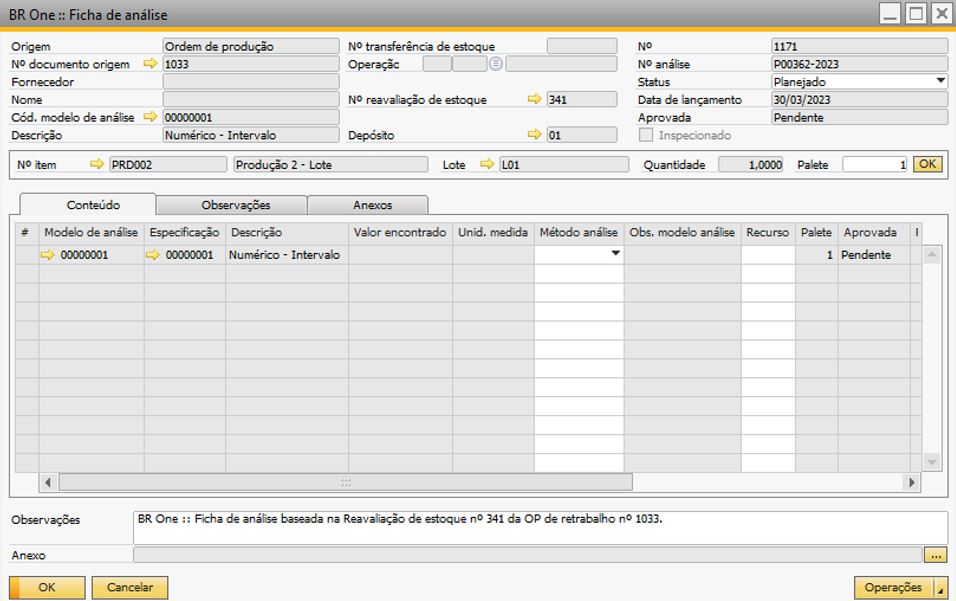 BR One :: Ficha de análise
Origem Ordem de produção Nº transferência de estoque Nº 1171
Nº documento origem 1033 Operação Nº análise P00362-2023
Fornecedor Status Planejado
Nome Nº reavaliação de estoque 341 Data de lançamento 30/03/2023
Cód. modelo de análise 00000001 Aprovada Pendente
Descrição Numérico - Intervalo Depósito 01 Inspecionado
Nº item PRD002 Produção 2 - Lote Lote L01 Quantidade 1,0000 Palete 1 OK
Conteúdo Observações Anexos
# Modelo de análise Especificação Descrição Valor encontrado Unid. medida Método análise Obs. modelo análise Recurso Palete Aprovada
00000001 00000001 Numérico - Intervalo 1 Pendente
Observações BR One :: Ficha de análise baseada na Reavaliação de estoque nº 341 da OP de retrabalho nº 1033.
Anexo ...
OK Cancelar Operações